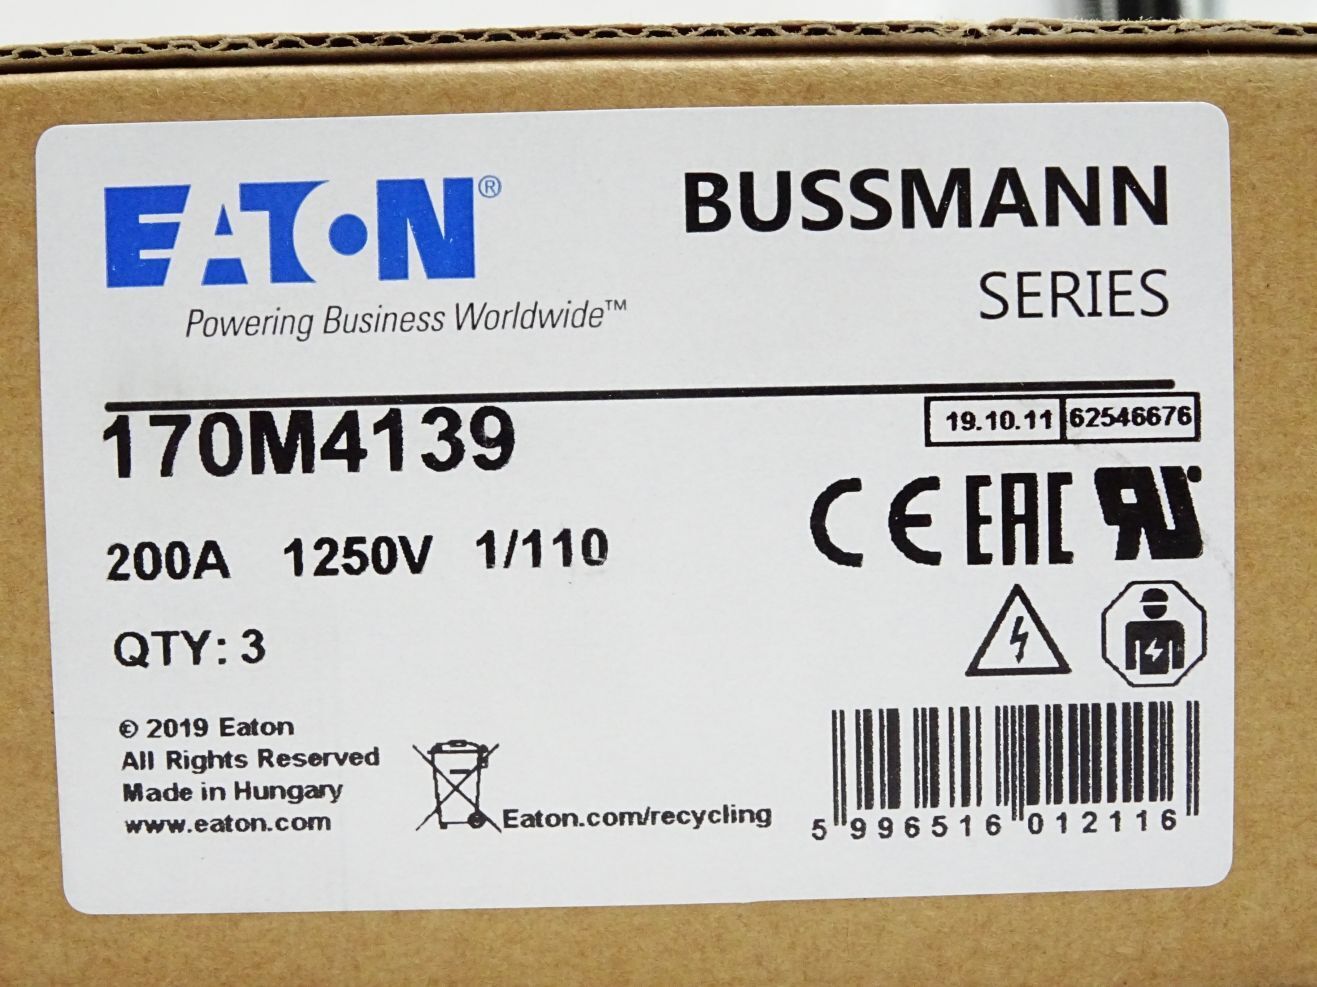 EATON®
Powering Business Worldwide™
BUSSMANN
SERIES
170M4139
19.10.11 62546676
200A 1250V 1/110
CE EAC RU
QTY: 3
© 2019 Eaton
All Rights Reserved
Made in Hungary
www.eaton.com
Eaton.com/recycling
5 996516 012116